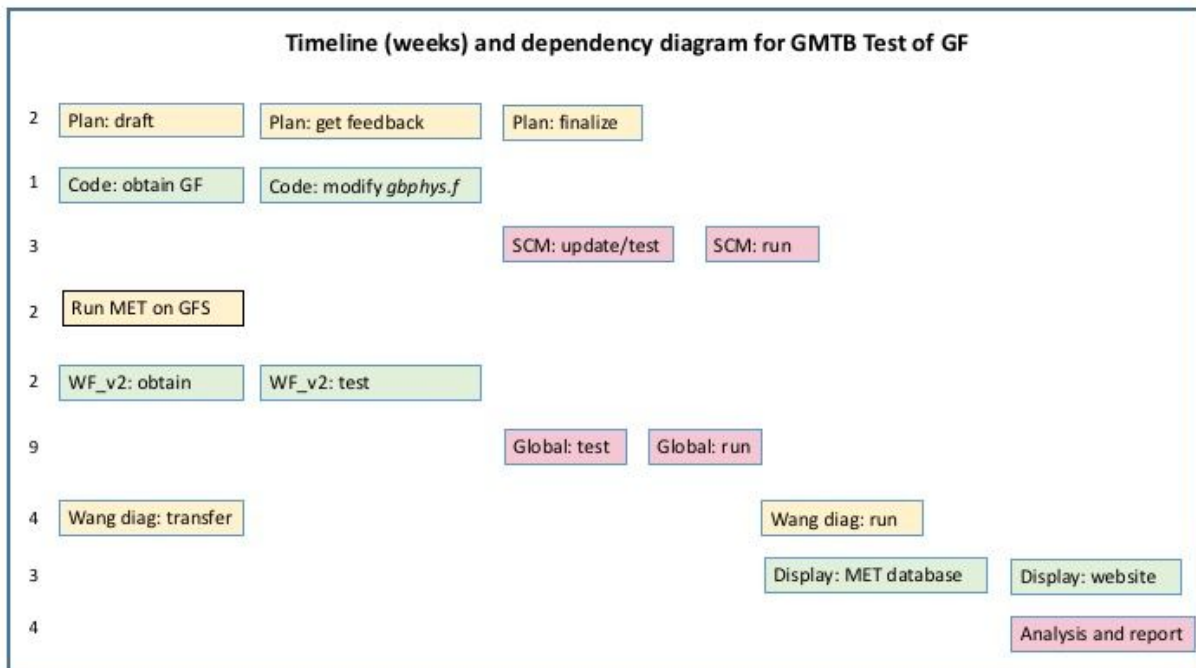 Timeline (weeks) and dependency diagram for GMTB Test of GF
2 Plan: draft Plan: get feedback Plan: finalize
1 Code: obtain GF Code: modify gbphys.f
3 SCM: update/test SCM: run
2 Run MET on GFS
2 WF_v2: obtain WF_v2: test
9 Global: test Global: run
4 Wang diag: transfer Wang diag: run
3 Display: MET database Display: website
4 Analysis and report